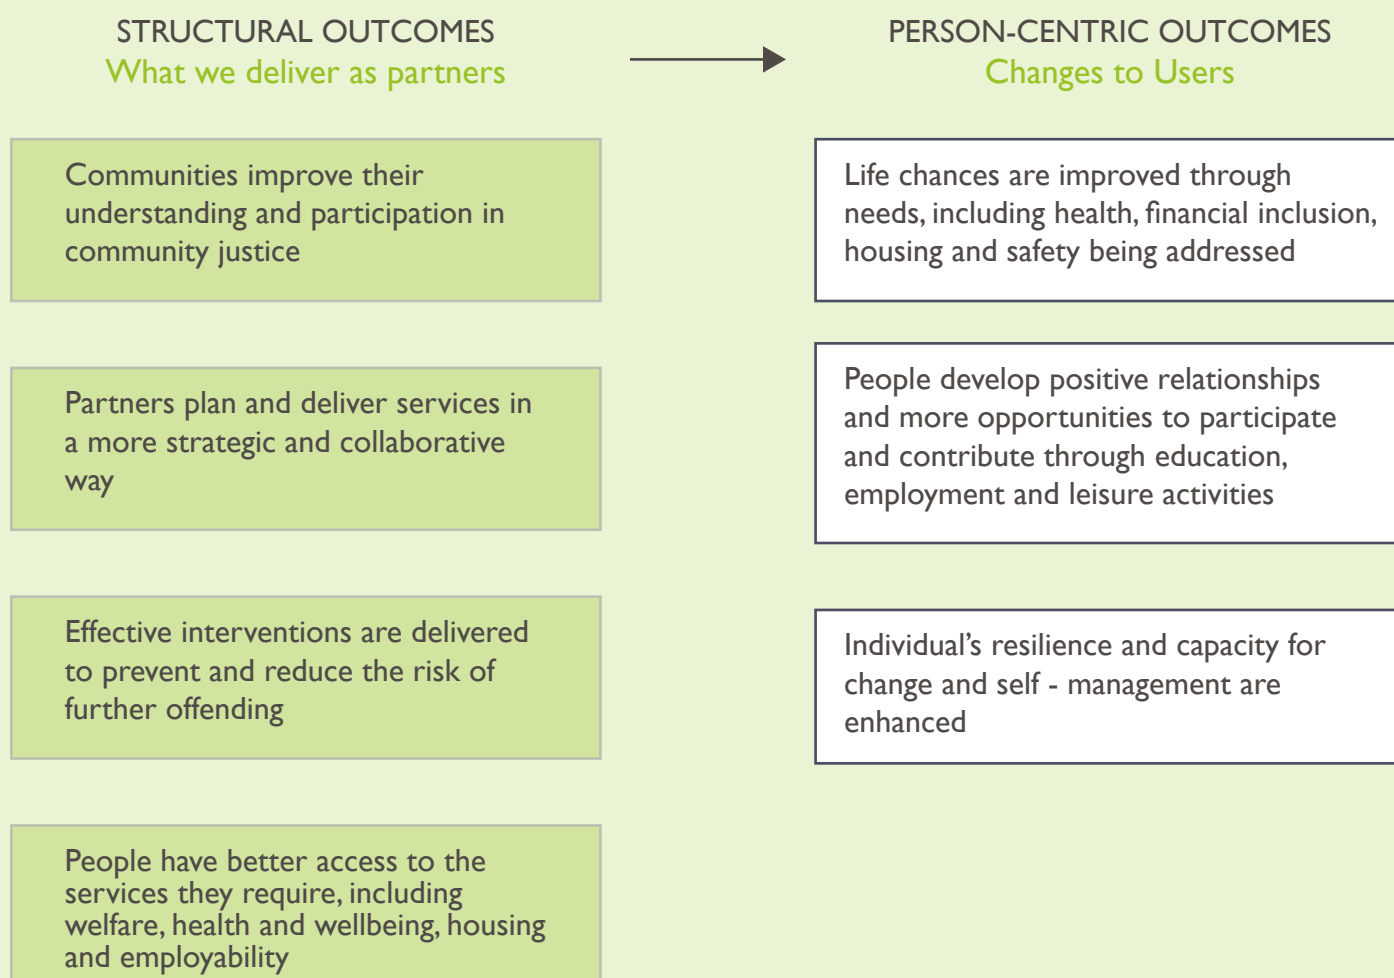 STRUCTURAL OUTCOMES
What we deliver as partners
PERSON-CENTRIC OUTCOMES
Changes to Users
Communities improve their
understanding and participation in
community justice
Partners plan and deliver services in
a more strategic and collaborative
way
Effective interventions are delivered
to prevent and reduce the risk of
further offending
People have better access to the
services they require, including
welfare, health and wellbeing, housing
and employability
Life chances are improved through
needs, including health, financial inclusion,
housing and safety being addressed
People develop positive relationships
and more opportunities to participate
and contribute through education,
employment and leisure activities
Individual's resilience and capacity for
change and self - management are
enhanced